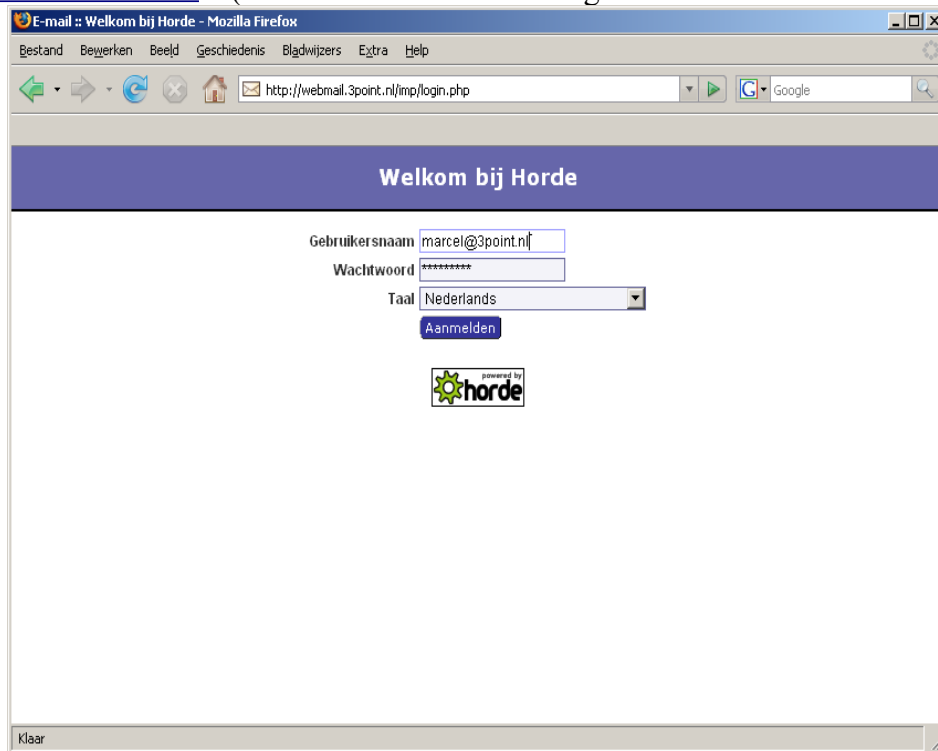 E-mail :: Welkom bij Horde - Mozilla Firefox
Bestand Bewerken Beeld Geschiedenis Bladwijzers Extra Help
http://webmail.3point.nl/imp/login.php G Google
Welkom bij Horde
Gebruikersnaam marcel@3point.nl
Wachtwoord *********
Taal Nederlands
Aanmelden
powered by
horde
Klaar